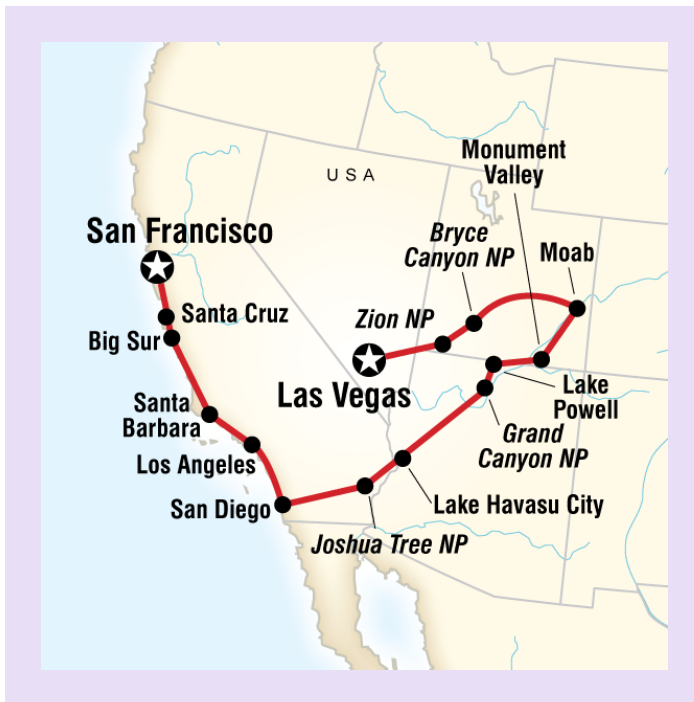 USA
Monument
Valley
San Francisco
Bryce
Canyon NP
Moab
Santa Cruz
Zion NP
Big Sur
Las Vegas
Lake
Powell
Santa
Barbara
Grand
Canyon NP
Los Angeles
San Diego
Lake Havasu City
Joshua Tree NP